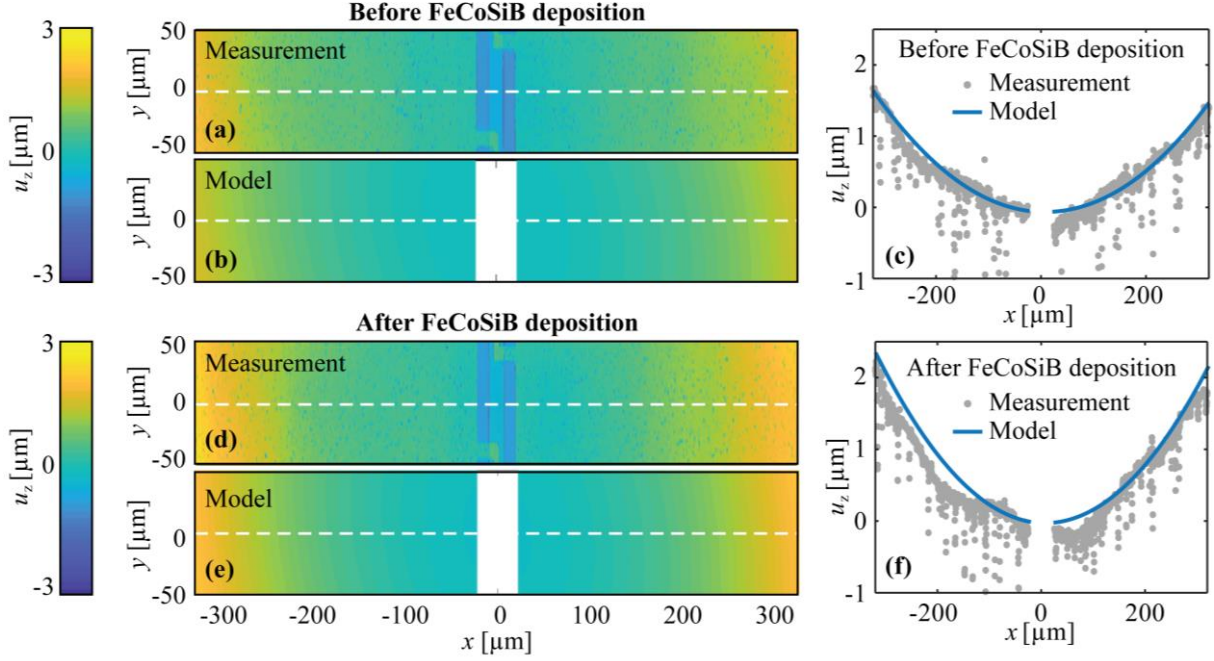 Before FeCoSiB deposition
3
0
-3
u_z [µm]
50
0
-50
y [µm]
Measurement
(a)
50
0
-50
y [µm]
Model
(b)
2
1
0
-1
u_z [µm]
Before FeCoSiB deposition
Measurement
Model
(c)
-200 0 200
x [µm]
After FeCoSiB deposition
3
0
-3
u_z [µm]
50
0
-50
y [µm]
Measurement
(d)
50
0
-50
y [µm]
Model
(e)
-300 -200 -100 0 100 200 300
x [µm]
2
1
0
-1
u_z [µm]
After FeCoSiB deposition
Measurement
Model
(f)
-200 0 200
x [µm]